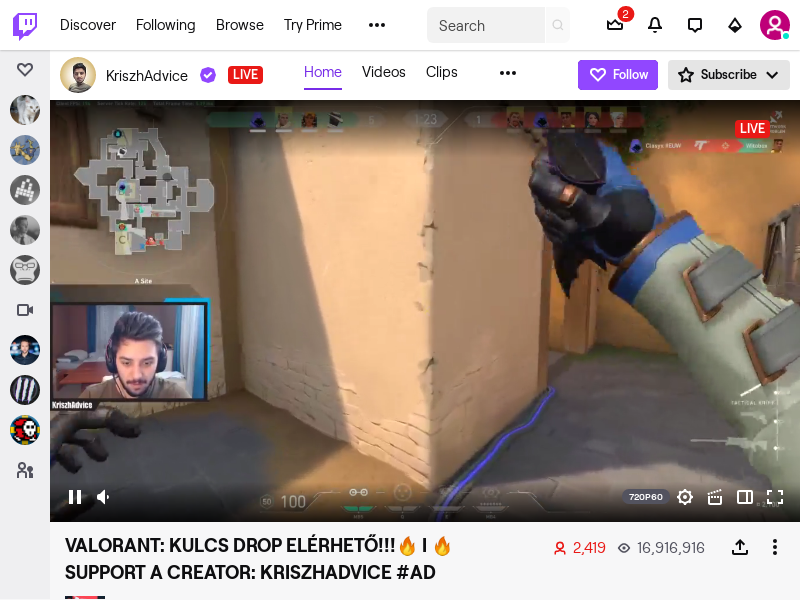 Discover Following Browse Try Prime
Search
2
KriszhAdvice LIVE
Home Videos Clips
Follow Subscribe
6 1:23 1
LIVE
A Site
KriszhAdvice
50 100
720P60
VALORANT: KULCS DROP ELÉRHETŐ!!!🔥 I 🔥
SUPPORT A CREATOR: KRISZHADVICE #AD
2,419 16,916,916